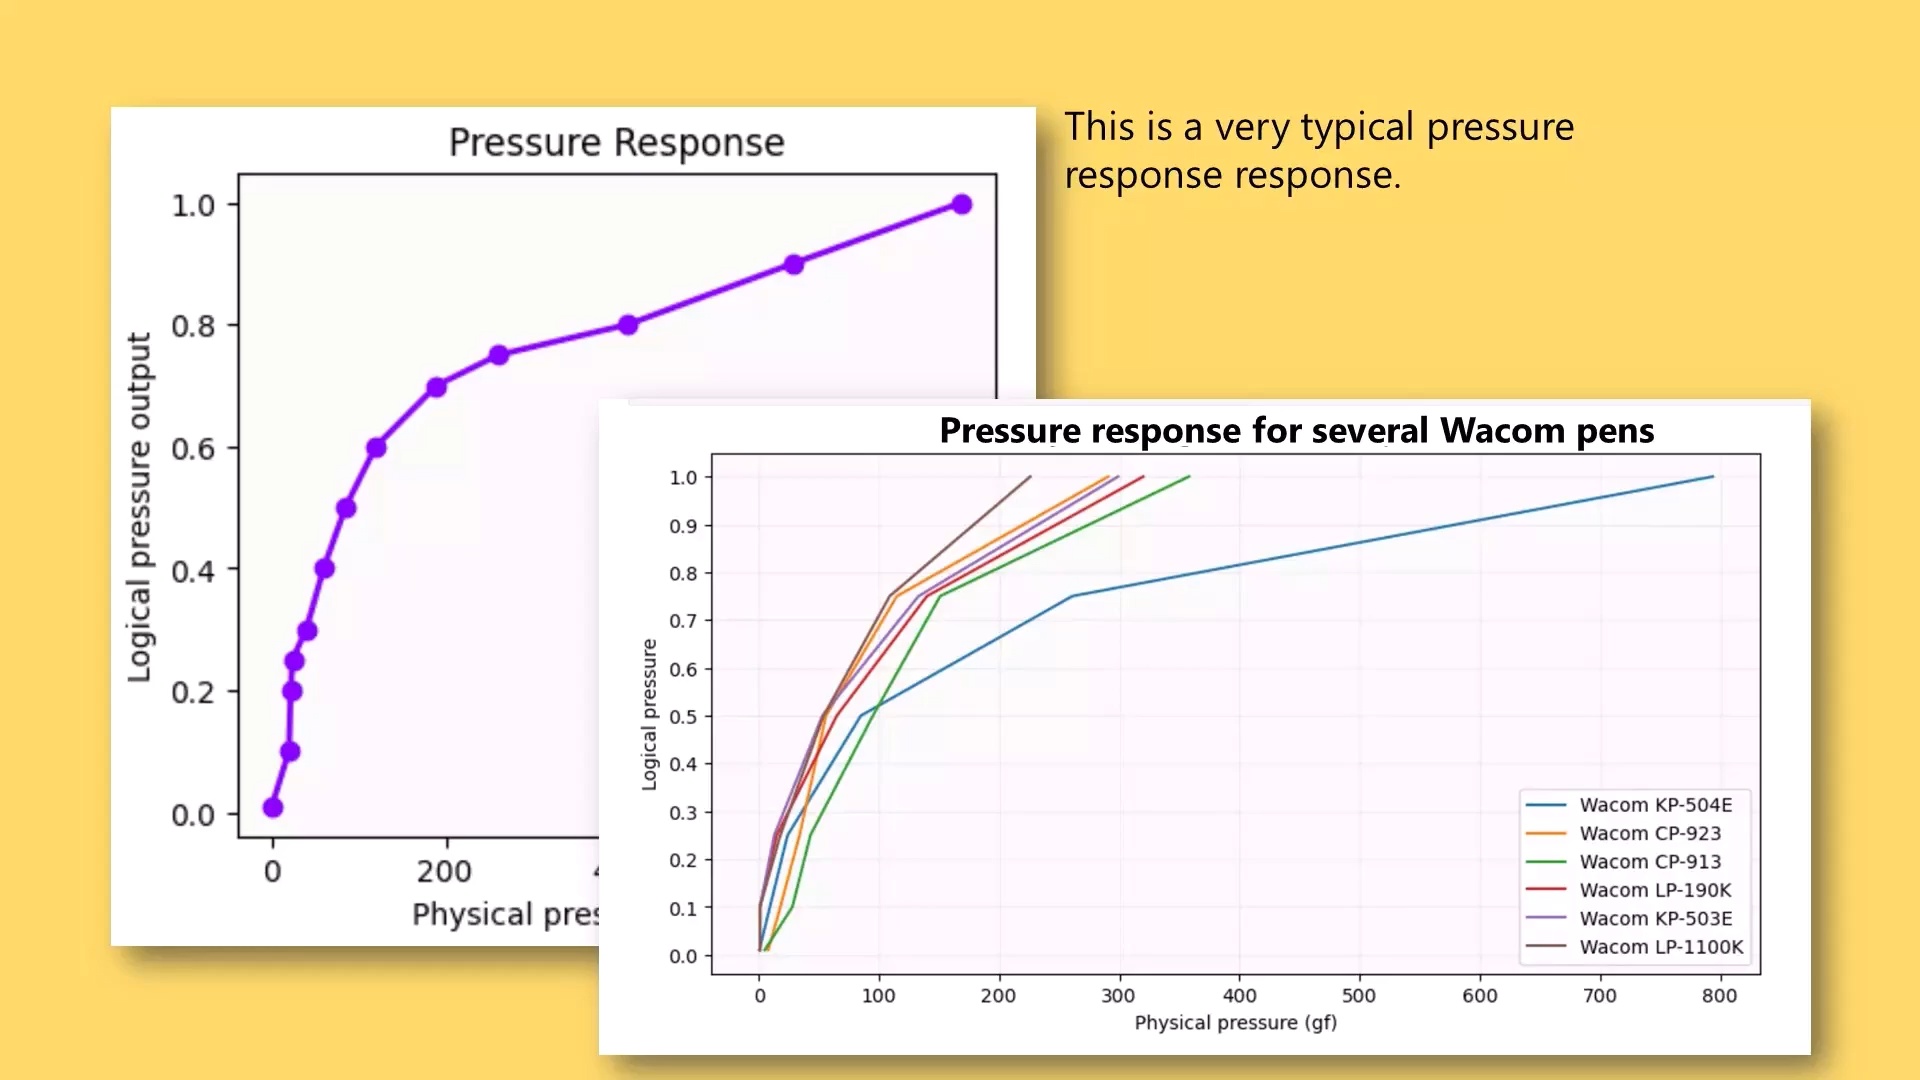 Pressure Response
1.0
0.8
0.6
0.4
0.2
0.0
0
200
Logical pressure output
Physical pres
This is a very typical pressure
response response.
Pressure response for several Wacom pens
1.0
0.9
0.8
0.7
0.6
0.5
0.4
0.3
0.2
0.1
0.0
Logical pressure
Wacom KP-504E
Wacom CP-923
Wacom CP-913
Wacom LP-190K
Wacom KP-503E
Wacom LP-1100K
0 100 200 300 400 500 600 700 800
Physical pressure (gf)